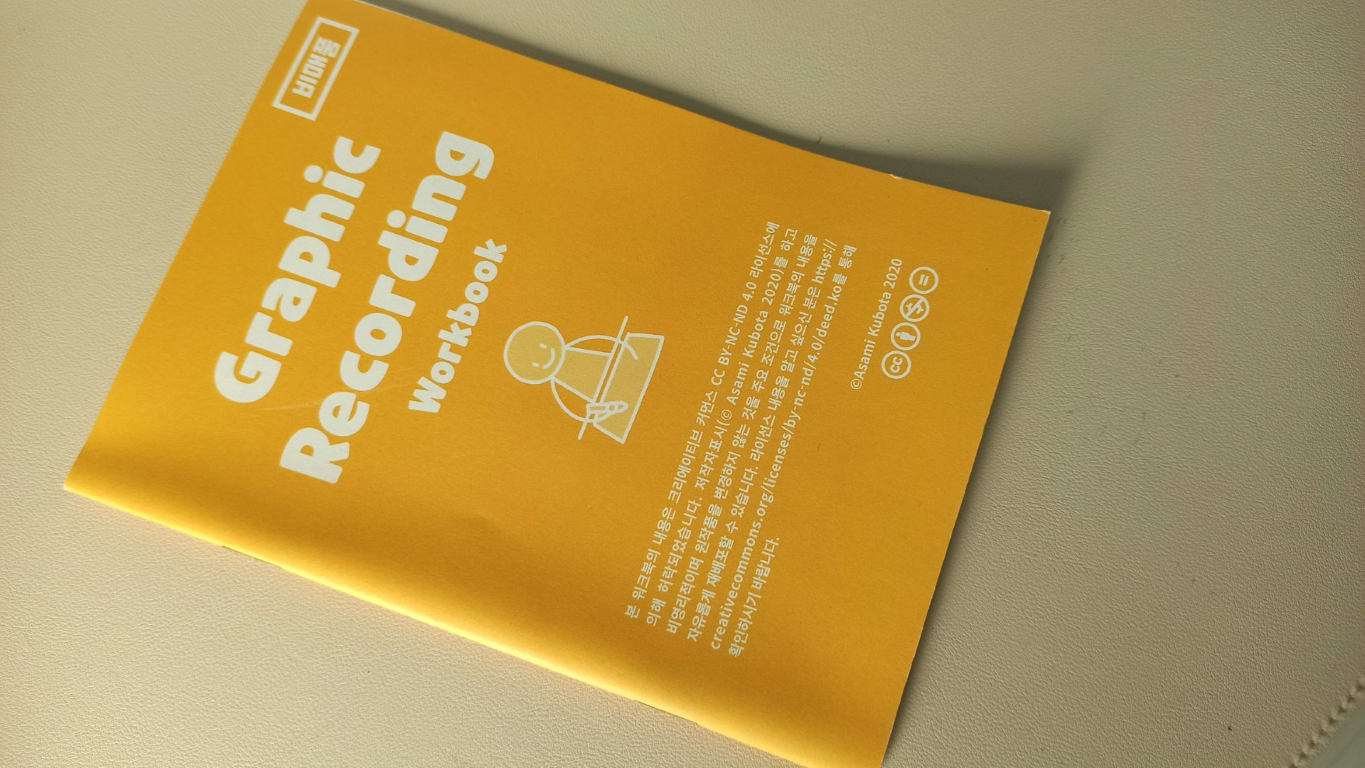 비매품
Graphic
Recording
Workbook
본 워크북의 내용은 크리에이티브 커먼스 CC BY-NC-ND 4.0 라이선스에
의해 허락되었습니다. 저작자표시(© Asami Kubota 2020)를 하고
비영리적이며 원작품을 변경하지 않는 것을 주요 조건으로 워크북의 내용을
자유롭게 재배포할 수 있습니다. 라이선스 내용을 알고 싶으신 분은 https://
creativecommons.org/licenses/by-nc-nd/4.0/deed.ko를 통해
확인하시기 바랍니다.
©Asami Kubota 2020
cc